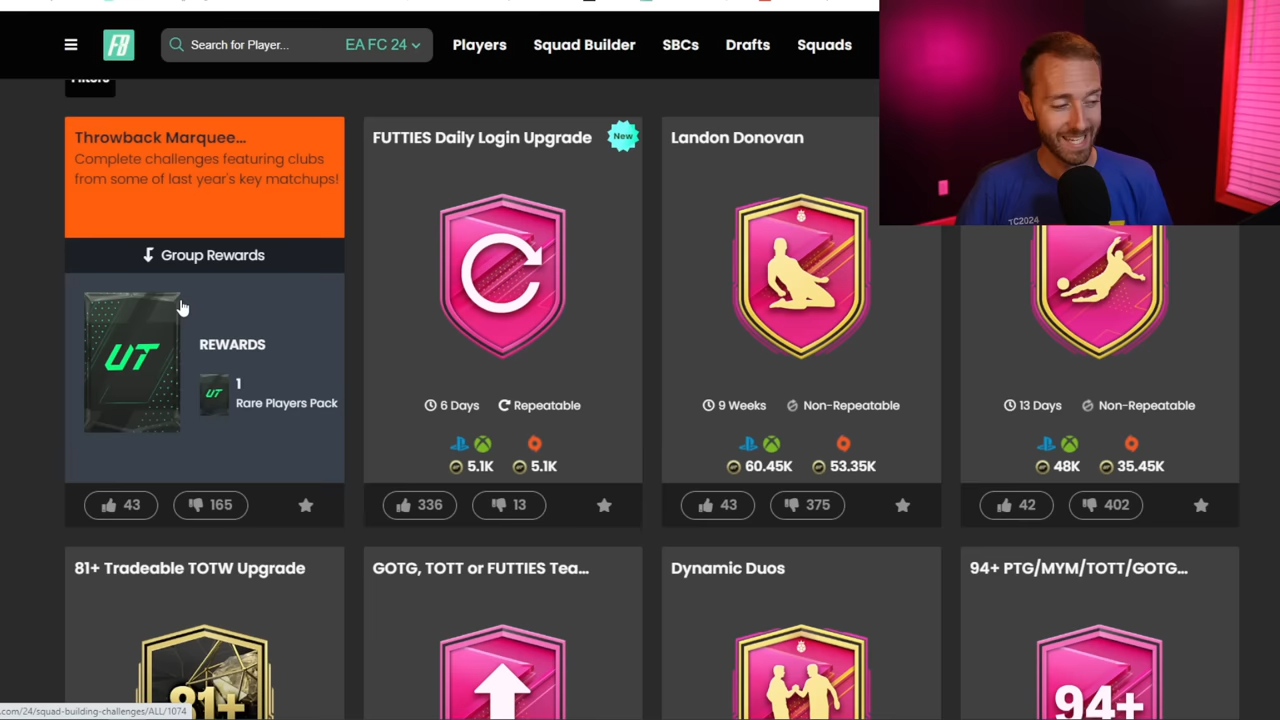 FB
Search for Player...
EA FC 24
Players
Squad Builder
SBCs
Drafts
Squads
Throwback Marquee...
Complete challenges featuring clubs
from some of last year's key matchups!
Group Rewards
UT
REWARDS
UT
1
Rare Players Pack
43
165
FUTTIES Daily Login Upgrade
New
6 Days
Repeatable
5.1K
5.1K
336
13
Landon Donovan
9 Weeks
Non-Repeatable
60.45K
53.35K
43
375
13 Days
Non-Repeatable
48K
35.45K
42
402
TC2024
81+ Tradeable TOTW Upgrade
81+
GOTG, TOTT or FUTTIES Tea...
Dynamic Duos
94+ PTG/MYM/TOTT/GOTG...
94+
.com/24/squad-building-challenges/ALL/1074